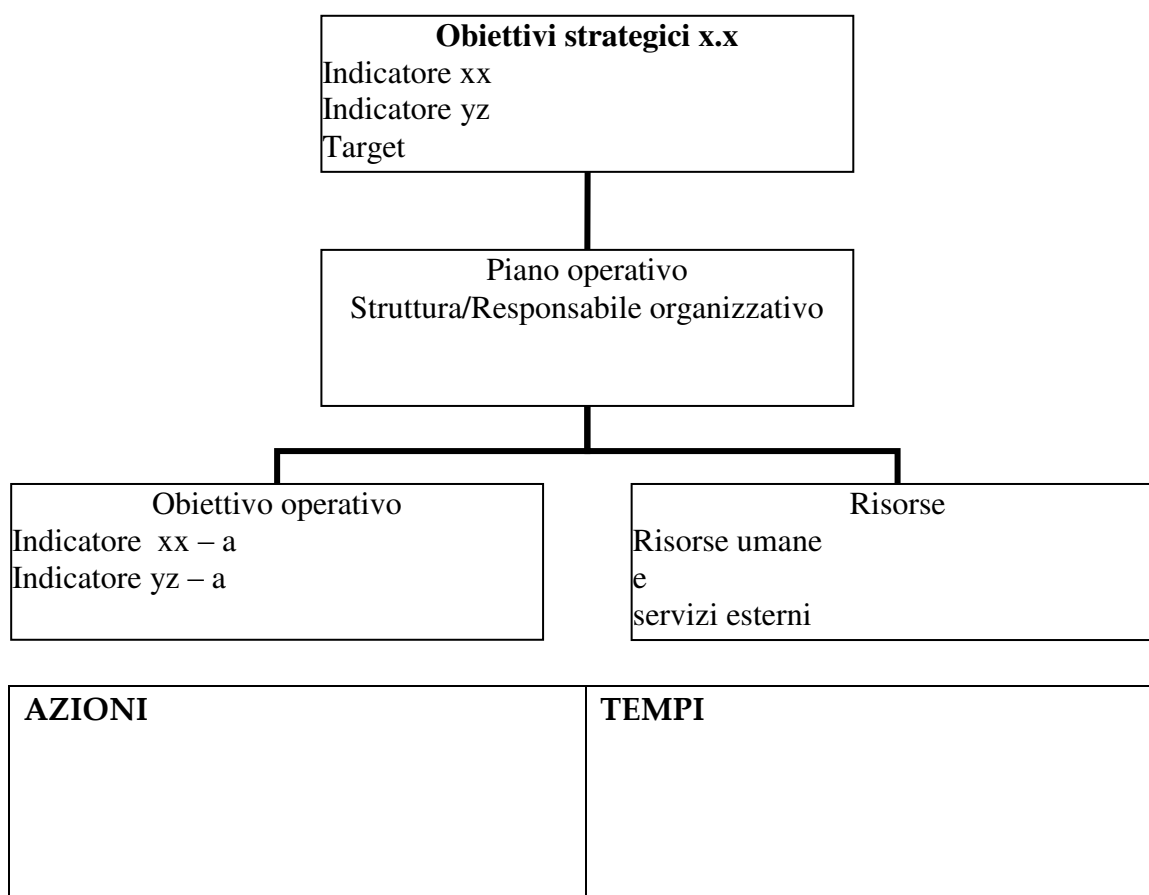 Obiettivi strategici x.x
Indicatore xx
Indicatore yz
Target
Piano operativo
Struttura/Responsabile organizzativo
Obiettivo operativo
Indicatore  xx – a
Indicatore yz – a
Risorse
Risorse umane
e
servizi esterni
AZIONI
TEMPI